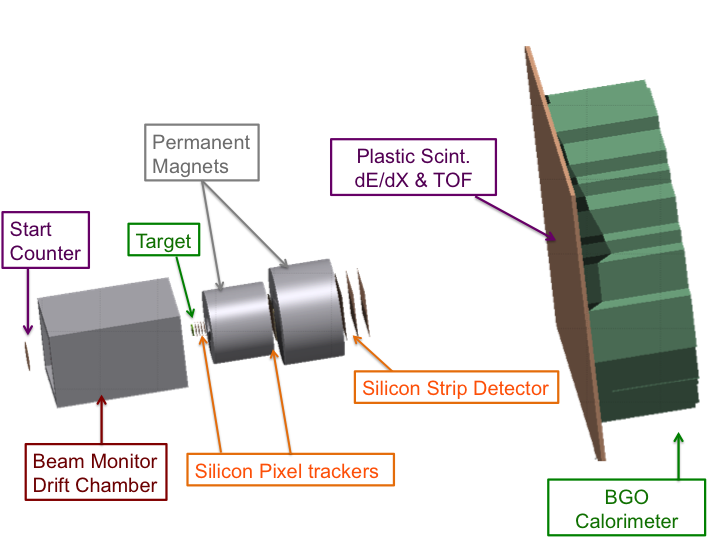 Permanent
Magnets
Plastic Scint.
dE/dX & TOF
Start
Counter
Target
Silicon Strip Detector
Beam Monitor
Drift Chamber
Silicon Pixel trackers
BGO
Calorimeter